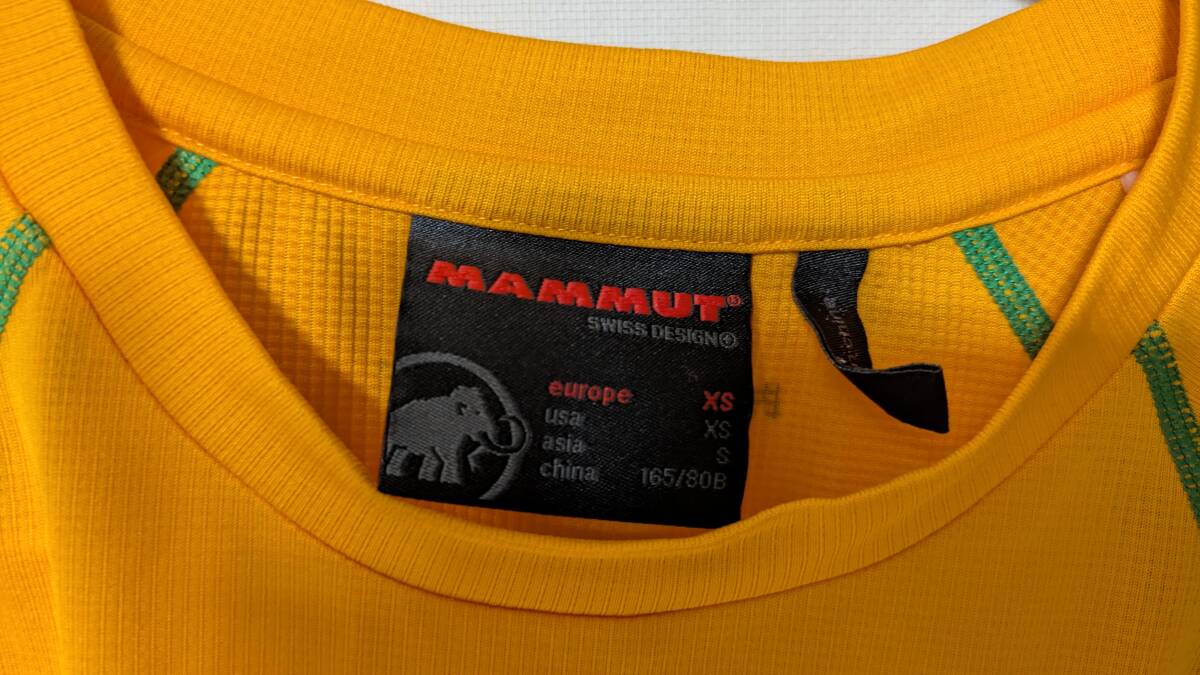 MAMMUT®
SWISS DESIGN
europe XS
usa XS
asia S
china 165/80B